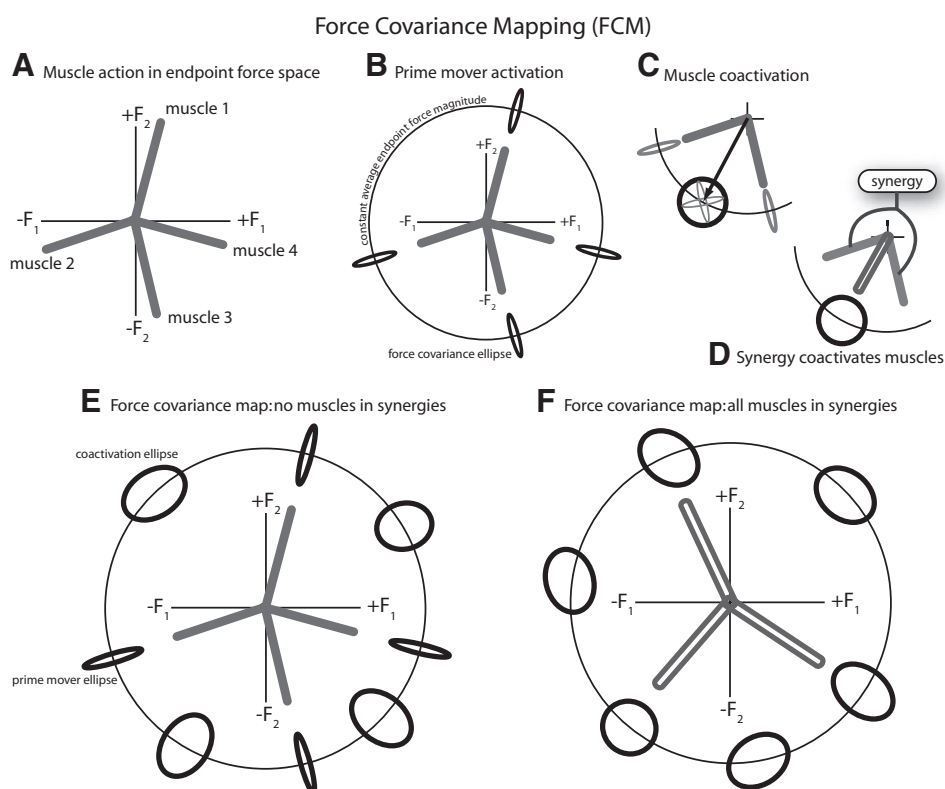 Force Covariance Mapping (FCM)
A Muscle action in endpoint force space
+F2
muscle 1
-F1
+F1
muscle 2
muscle 4
muscle 3
-F2
B Prime mover activation
constant average endpoint force magnitude
+F2
-F1
+F1
-F2
force covariance ellipse
C Muscle coactivation
synergy
D Synergy coactivates muscles
E Force covariance map:no muscles in synergies
coactivation ellipse
+F2
-F1
+F1
prime mover ellipse
-F2
F Force covariance map:all muscles in synergies
+F2
-F1
+F1
-F2